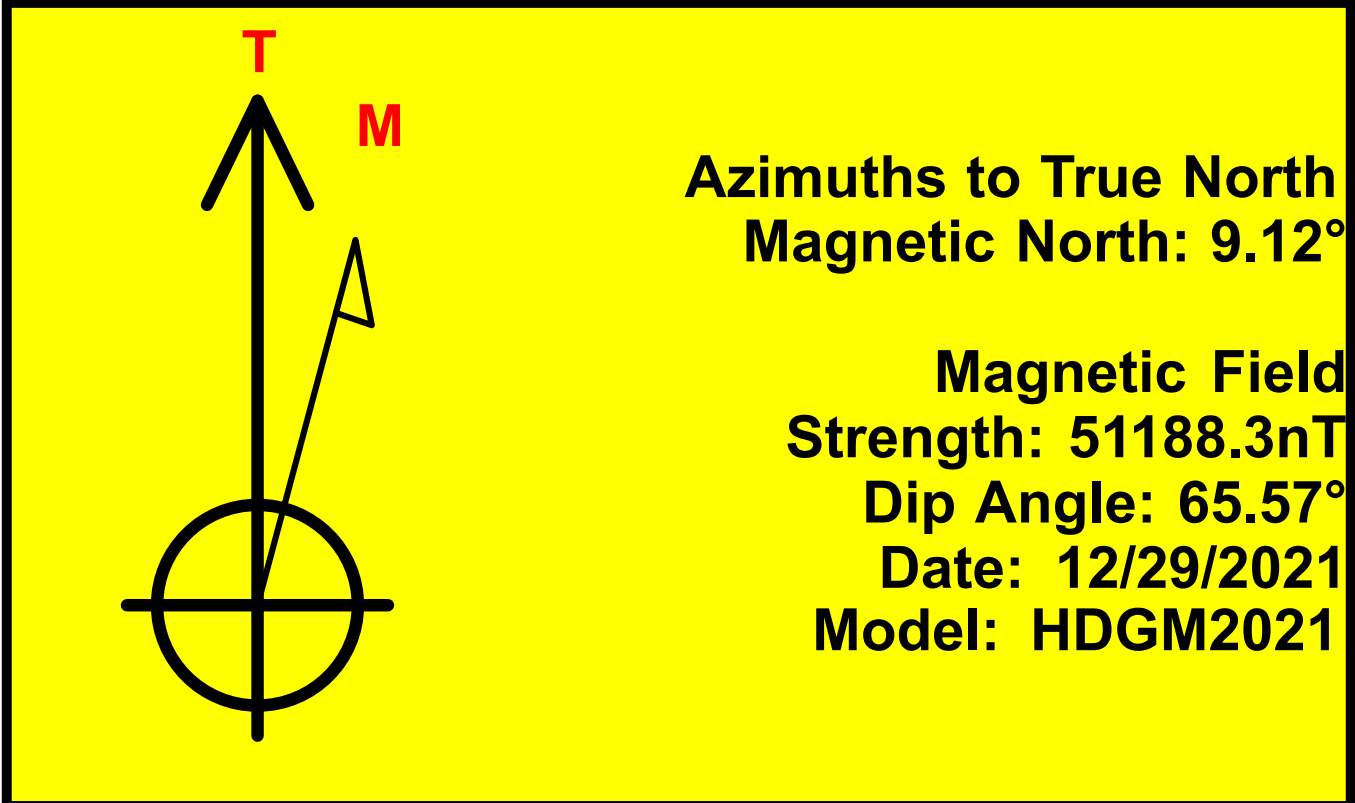 T
M
Azimuths to True North
Magnetic North: 9.12°
Magnetic Field
Strength: 51188.3nT
Dip Angle: 65.57°
Date: 12/29/2021
Model: HDGM2021